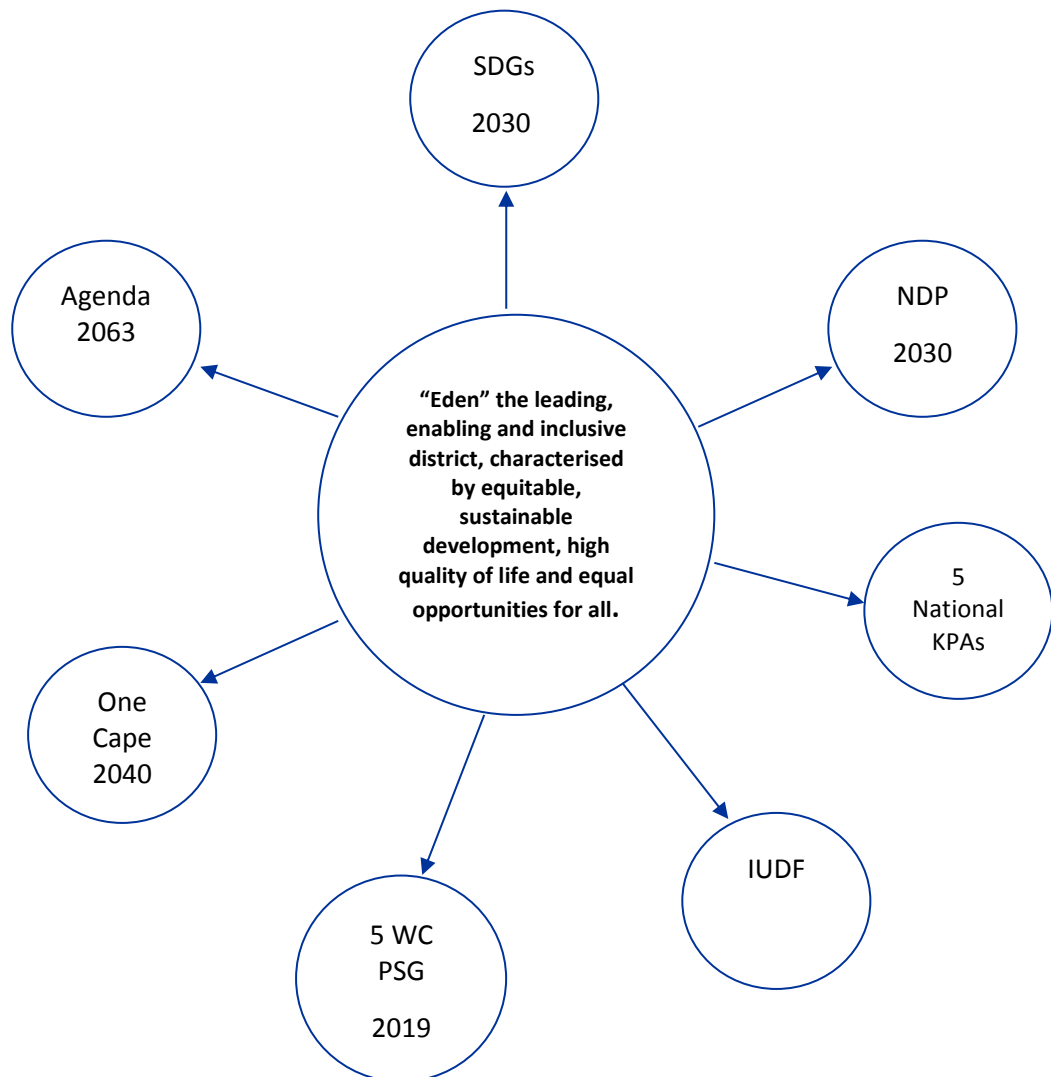 SDGs
2030
Agenda
2063
NDP
2030
“Eden” the leading,
enabling and inclusive
district, characterised
by equitable,
sustainable
development, high
quality of life and equal
opportunities for all.
5
National
KPAs
One
Cape
2040
IUDF
5 WC
PSG
2019